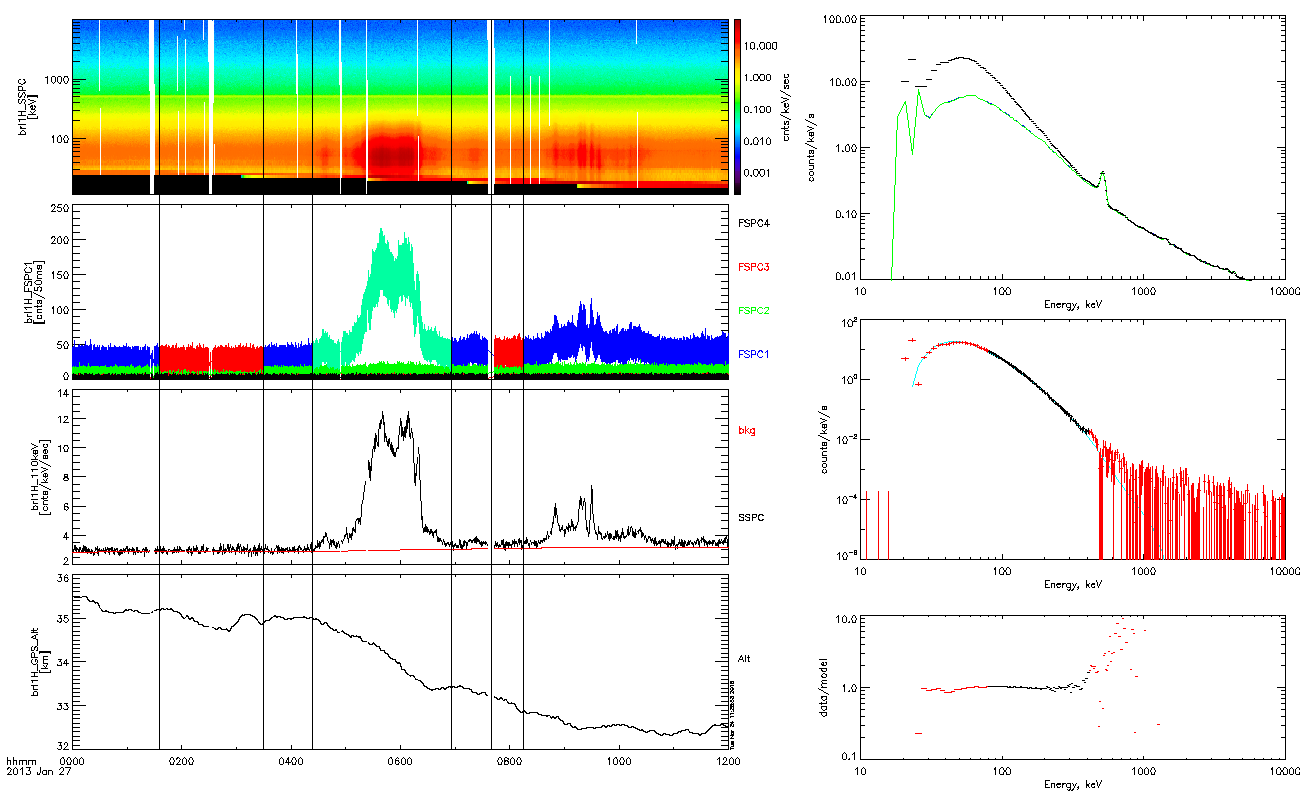 brl1H_SSPC
[keV]
1000
100
10.000
1.000
0.100
0.010
0.001
cnts/keV/sec
brl1H_FSPC1
[cnts/50ms]
250
200
150
100
50
0
FSPC4
FSPC3
FSPC2
FSPC1
brl1H_110keV
[cnts/keV/sec]
14
12
10
8
6
4
2
bkg
SSPC
brl1H_GPS_Alt
[km]
36
35
34
33
32
Alt
hhmm
2013 Jan 27
0000
0200
0400
0600
0800
1000
1200
counts/keV/s
100.00
10.00
1.00
0.10
0.01
10
100
1000
10000
Energy, keV
counts/keV/s
10²
10⁰
10⁻²
10⁻⁴
10⁻⁶
10
100
1000
10000
Energy, keV
data/model
10.0
1.0
0.1
10
100
1000
10000
Energy, keV